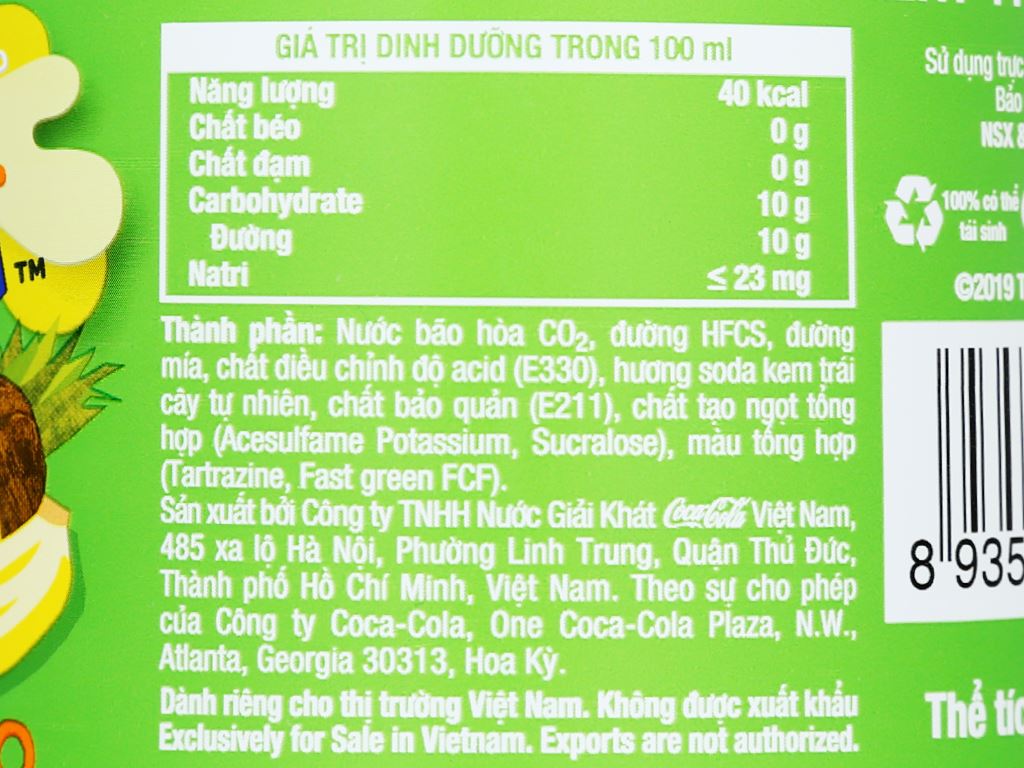 GIÁ TRỊ DINH DƯỠNG TRONG 100 ml
Năng lượng 40 kcal
Chất béo 0 g
Chất đạm 0 g
Carbohydrate 10 g
Đường 10 g
Natri ≤ 23 mg
Thành phần: Nước bão hòa CO₂, đường HFCS, đường
mía, chất điều chỉnh độ acid (E330), hương soda kem trái
cây tự nhiên, chất bảo quản (E211), chất tạo ngọt tổng
hợp (Acesulfame Potassium, Sucralose), màu tổng hợp
(Tartrazine, Fast green FCF).
Sản xuất bởi Công ty TNHH Nước Giải Khát Coca-Cola Việt Nam,
485 xa lộ Hà Nội, Phường Linh Trung, Quận Thủ Đức,
Thành phố Hồ Chí Minh, Việt Nam. Theo sự cho phép
của Công ty Coca-Cola, One Coca-Cola Plaza, N.W.,
Atlanta, Georgia 30313, Hoa Kỳ.
Dành riêng cho thị trường Việt Nam. Không được xuất khẩu
Exclusively for Sale in Vietnam. Exports are not authorized.
TM
Sử dụng trực
Bảo
NSX &
100% có thể
tái sinh
©2019 T
8 935
Thể tíc